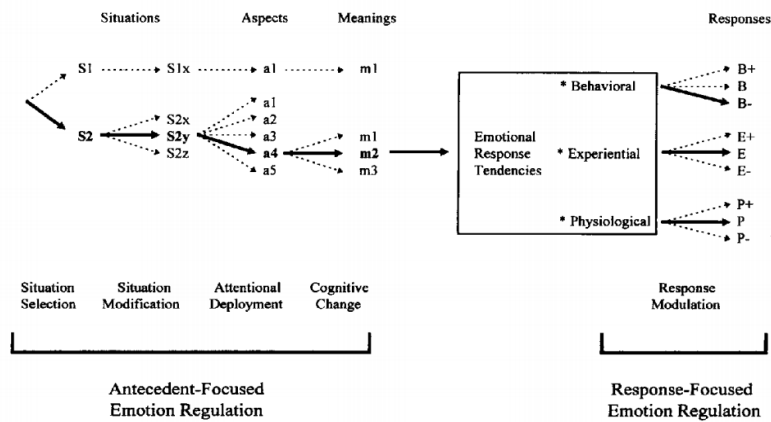 Situations Aspects Meanings Responses
S1 S1x a1 m1
S2 S2x S2y S2z a1 a2 a3 a4 a5 m1 m2 m3
Emotional
Response
Tendencies
* Behavioral
* Experiential
* Physiological
B+
B
B-
E+
E
E-
P+
P
P-
Situation
Selection
Situation
Modification
Attentional
Deployment
Cognitive
Change
Response
Modulation
Antecedent-Focused
Emotion Regulation
Response-Focused
Emotion Regulation